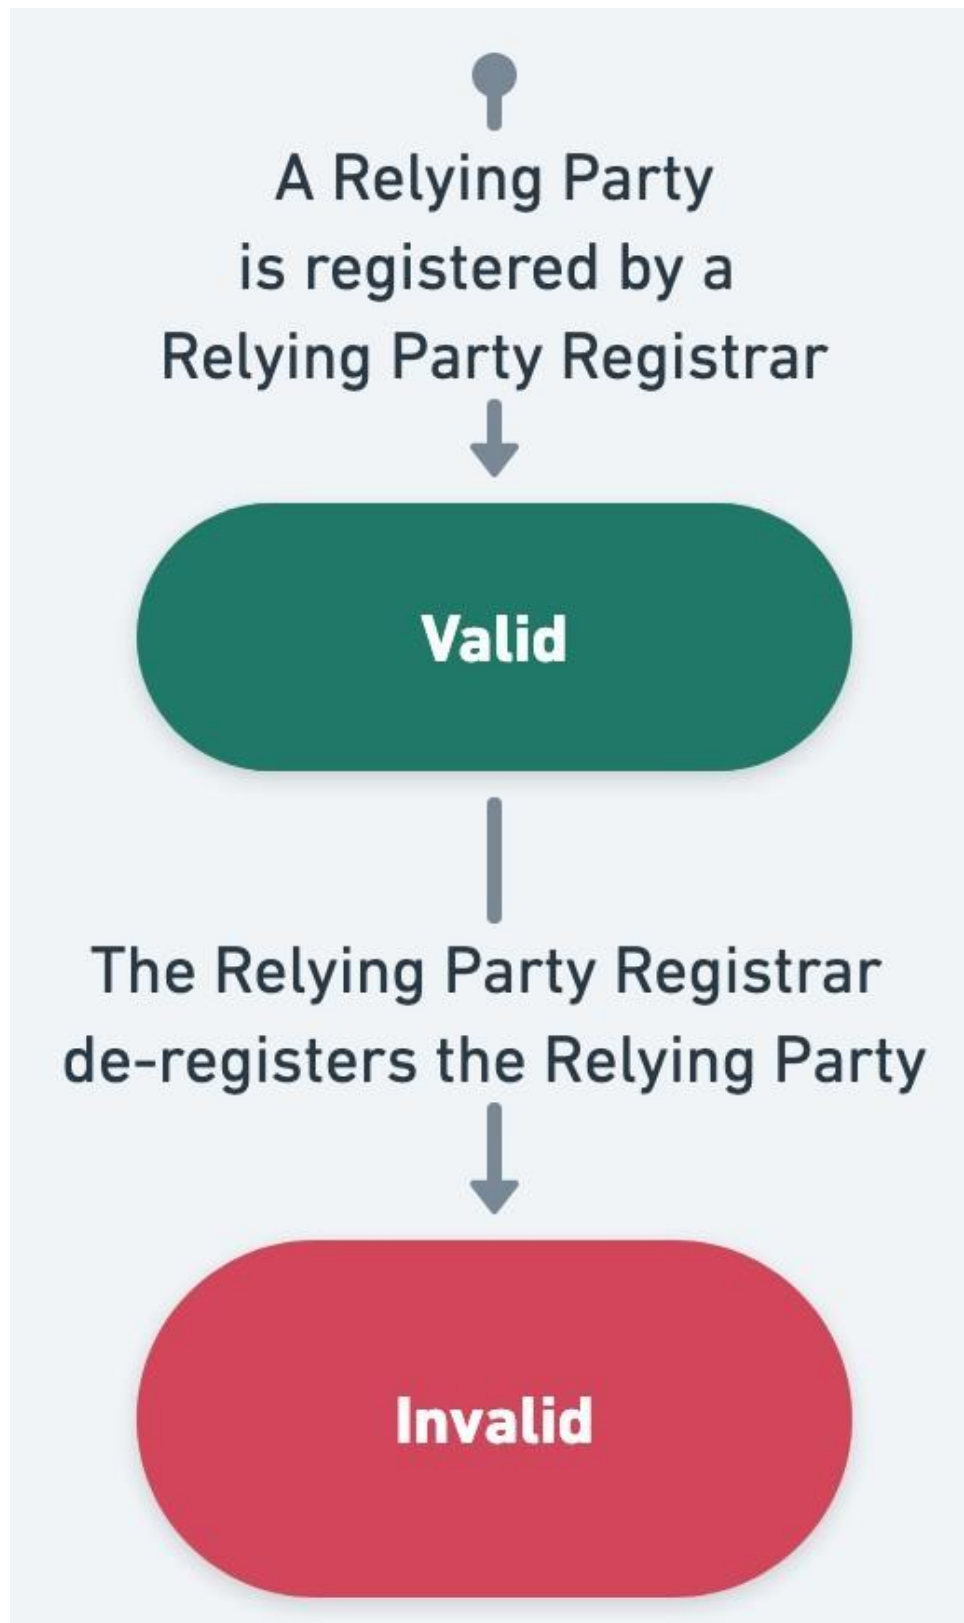 A Relying Party
is registered by a
Relying Party Registrar
Valid
The Relying Party Registrar
de-registers the Relying Party
Invalid